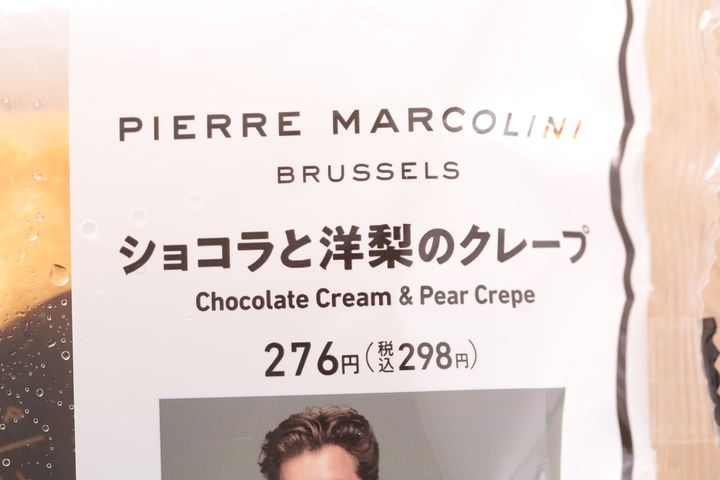 PIERRE MARCOLINI
BRUSSELS
ショコラと洋梨のクレープ
Chocolate Cream & Pear Crepe
276円(税込298円)